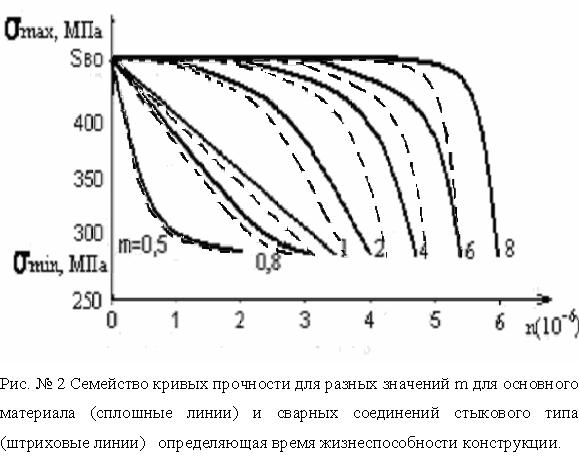 σmax, МПа
Sво
400
350
300
σmin, МПа
250
m=0,5
0,8
1
2
4
6
8
0
1
2
3
4
5
6
n(10⁻⁶)
Рис. № 2 Семейство кривых прочности для разных значений m для основного
материала (сплошные линии) и сварных соединений стыкового типа
(штриховые линии) определяющая время жизнеспособности конструкции.